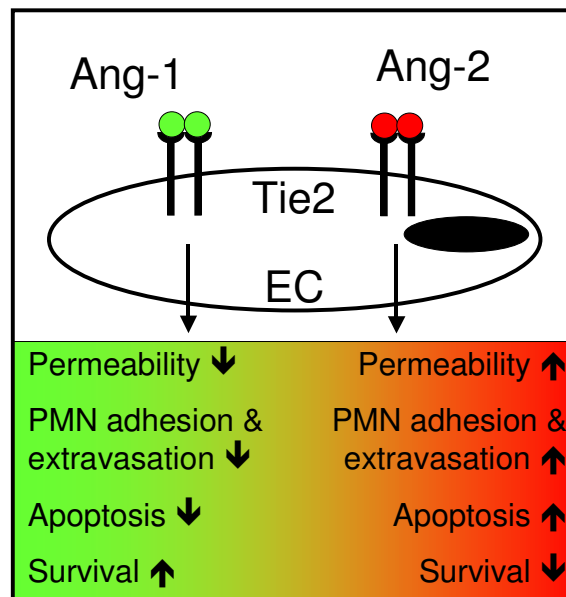 Ang-1
Ang-2
Tie2
EC
Permeability ↓
Permeability ↑
PMN adhesion &
extravasation ↓
PMN adhesion &
extravasation ↑
Apoptosis ↓
Apoptosis ↑
Survival ↑
Survival ↓